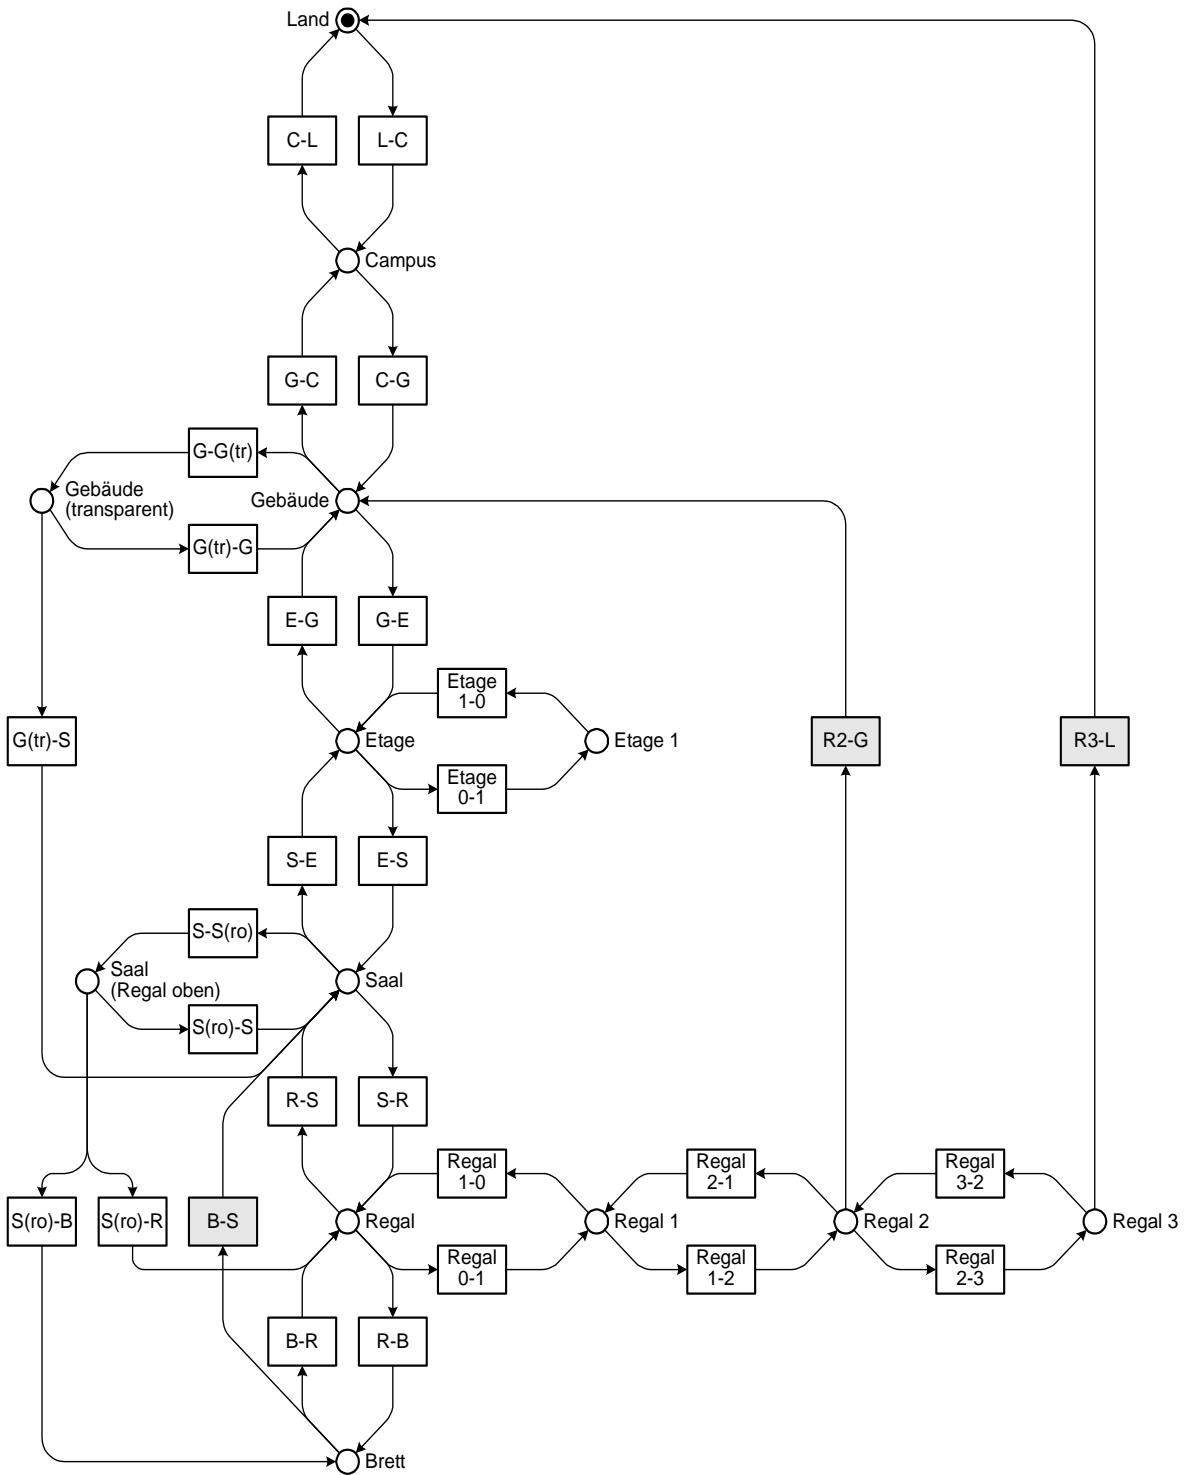 Land
C-L
L-C
Campus
G-C
C-G
G-G(tr)
Gebäude
(transparent)
Gebäude
G(tr)-G
E-G
G-E
Etage
1-0
G(tr)-S
Etage
Etage 1
R2-G
R3-L
Etage
0-1
S-E
E-S
S-S(ro)
Saal
(Regal oben)
Saal
S(ro)-S
R-S
S-R
Regal
1-0
Regal
2-1
Regal
3-2
S(ro)-B
S(ro)-R
B-S
Regal
Regal 1
Regal 2
Regal 3
Regal
0-1
Regal
1-2
Regal
2-3
B-R
R-B
Brett